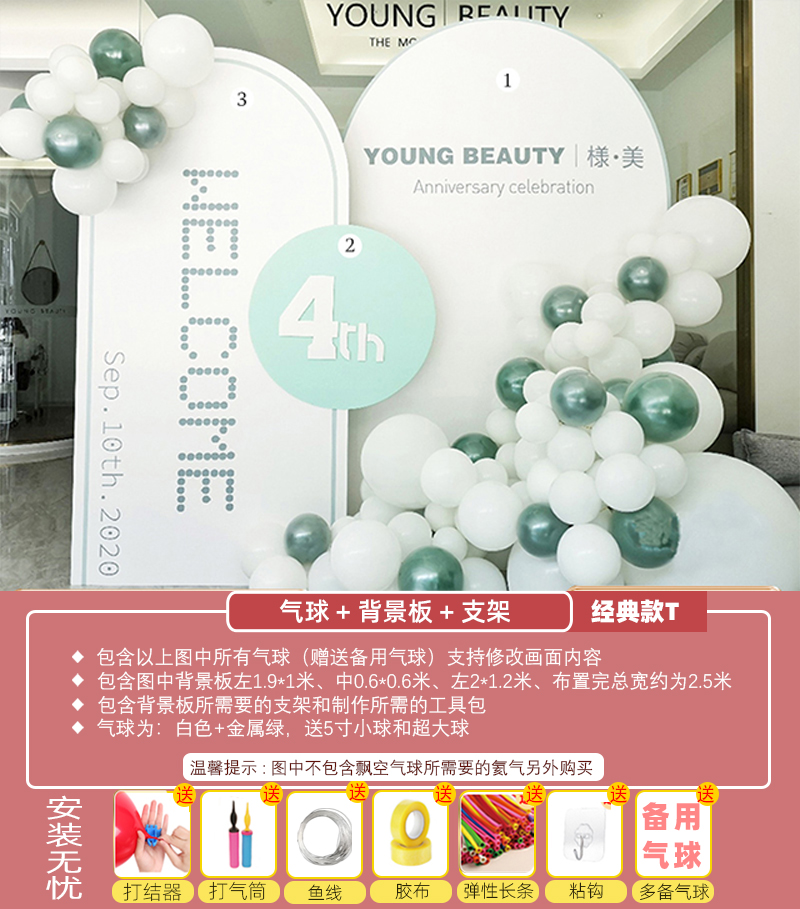 YOUNG BEAUTY
THE MO
1
3
YOUNG BEAUTY 樣·美
Anniversary celebration
2
4th
WELCOME
Sep.10th.2020
气球 + 背景板 + 支架
经典款T
◆ 包含以上图中所有气球（赠送备用气球）支持修改画面内容
◆ 包含图中背景板左1.9*1米、中0.6*0.6米、左2*1.2米、布置完总宽约为2.5米
◆ 包含背景板所需要的支架和制作所需的工具包
◆ 气球为：白色+金属绿，送5寸小球和超大球
温馨提示 : 图中不包含飘空气球所需要的氦气另外购买
安装无忧
送 送 送 送 送 送 送
备用
气球
打结器 打气筒 鱼线 胶布 弹性长条 粘钩 多备气球